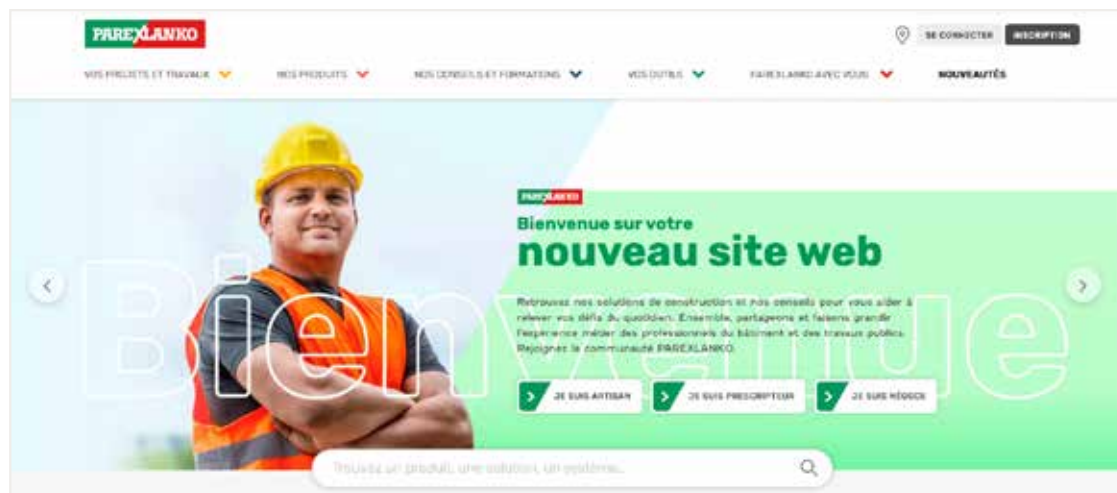 PAREXLANKO
SE CONNECTER INSCRIPTION
VOS PROJETS ET TRAVAUX NOS PRODUITS NOS CONSEILS ET FORMATIONS VOS OUTILS PAREXLANKO AVEC VOUS NOUVEAUTÉS
PAREXLANKO
Bienvenue sur votre
nouveau site web
Bienvenue
Retrouvez nos solutions de construction et nos conseils pour vous aider à
relever vos défis du quotidien. Ensemble, partageons et faisons grandir
l'expérience métier des professionnels du bâtiment et des travaux publics.
Rejoignez la communauté PAREXLANKO.
JE SUIS ARTISAN JE SUIS PRESCRIPTEUR JE SUIS NÉGOCE
Trouvez un produit, une solution, un système...